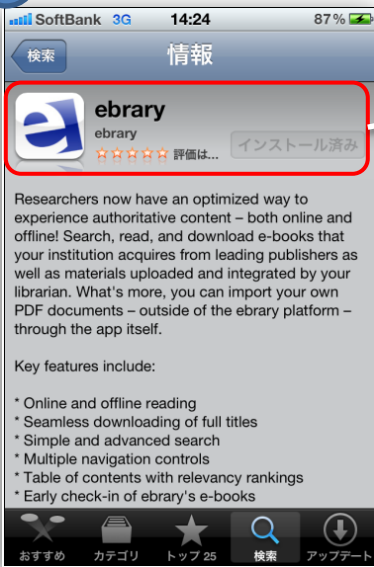 SoftBank 3G 14:24 87%
検索 情報
ebrary
ebrary
評価は... インストール済み
Researchers now have an optimized way to
experience authoritative content – both online and
offline! Search, read, and download e-books that
your institution acquires from leading publishers as
well as materials uploaded and integrated by your
librarian. What's more, you can import your own
PDF documents – outside of the ebrary platform –
through the app itself.
Key features include:
* Online and offline reading
* Seamless downloading of full titles
* Simple and advanced search
* Multiple navigation controls
* Table of contents with relevancy rankings
* Early check-in of ebrary's e-books
おすすめ カテゴリ トップ 25 検索 アップデート